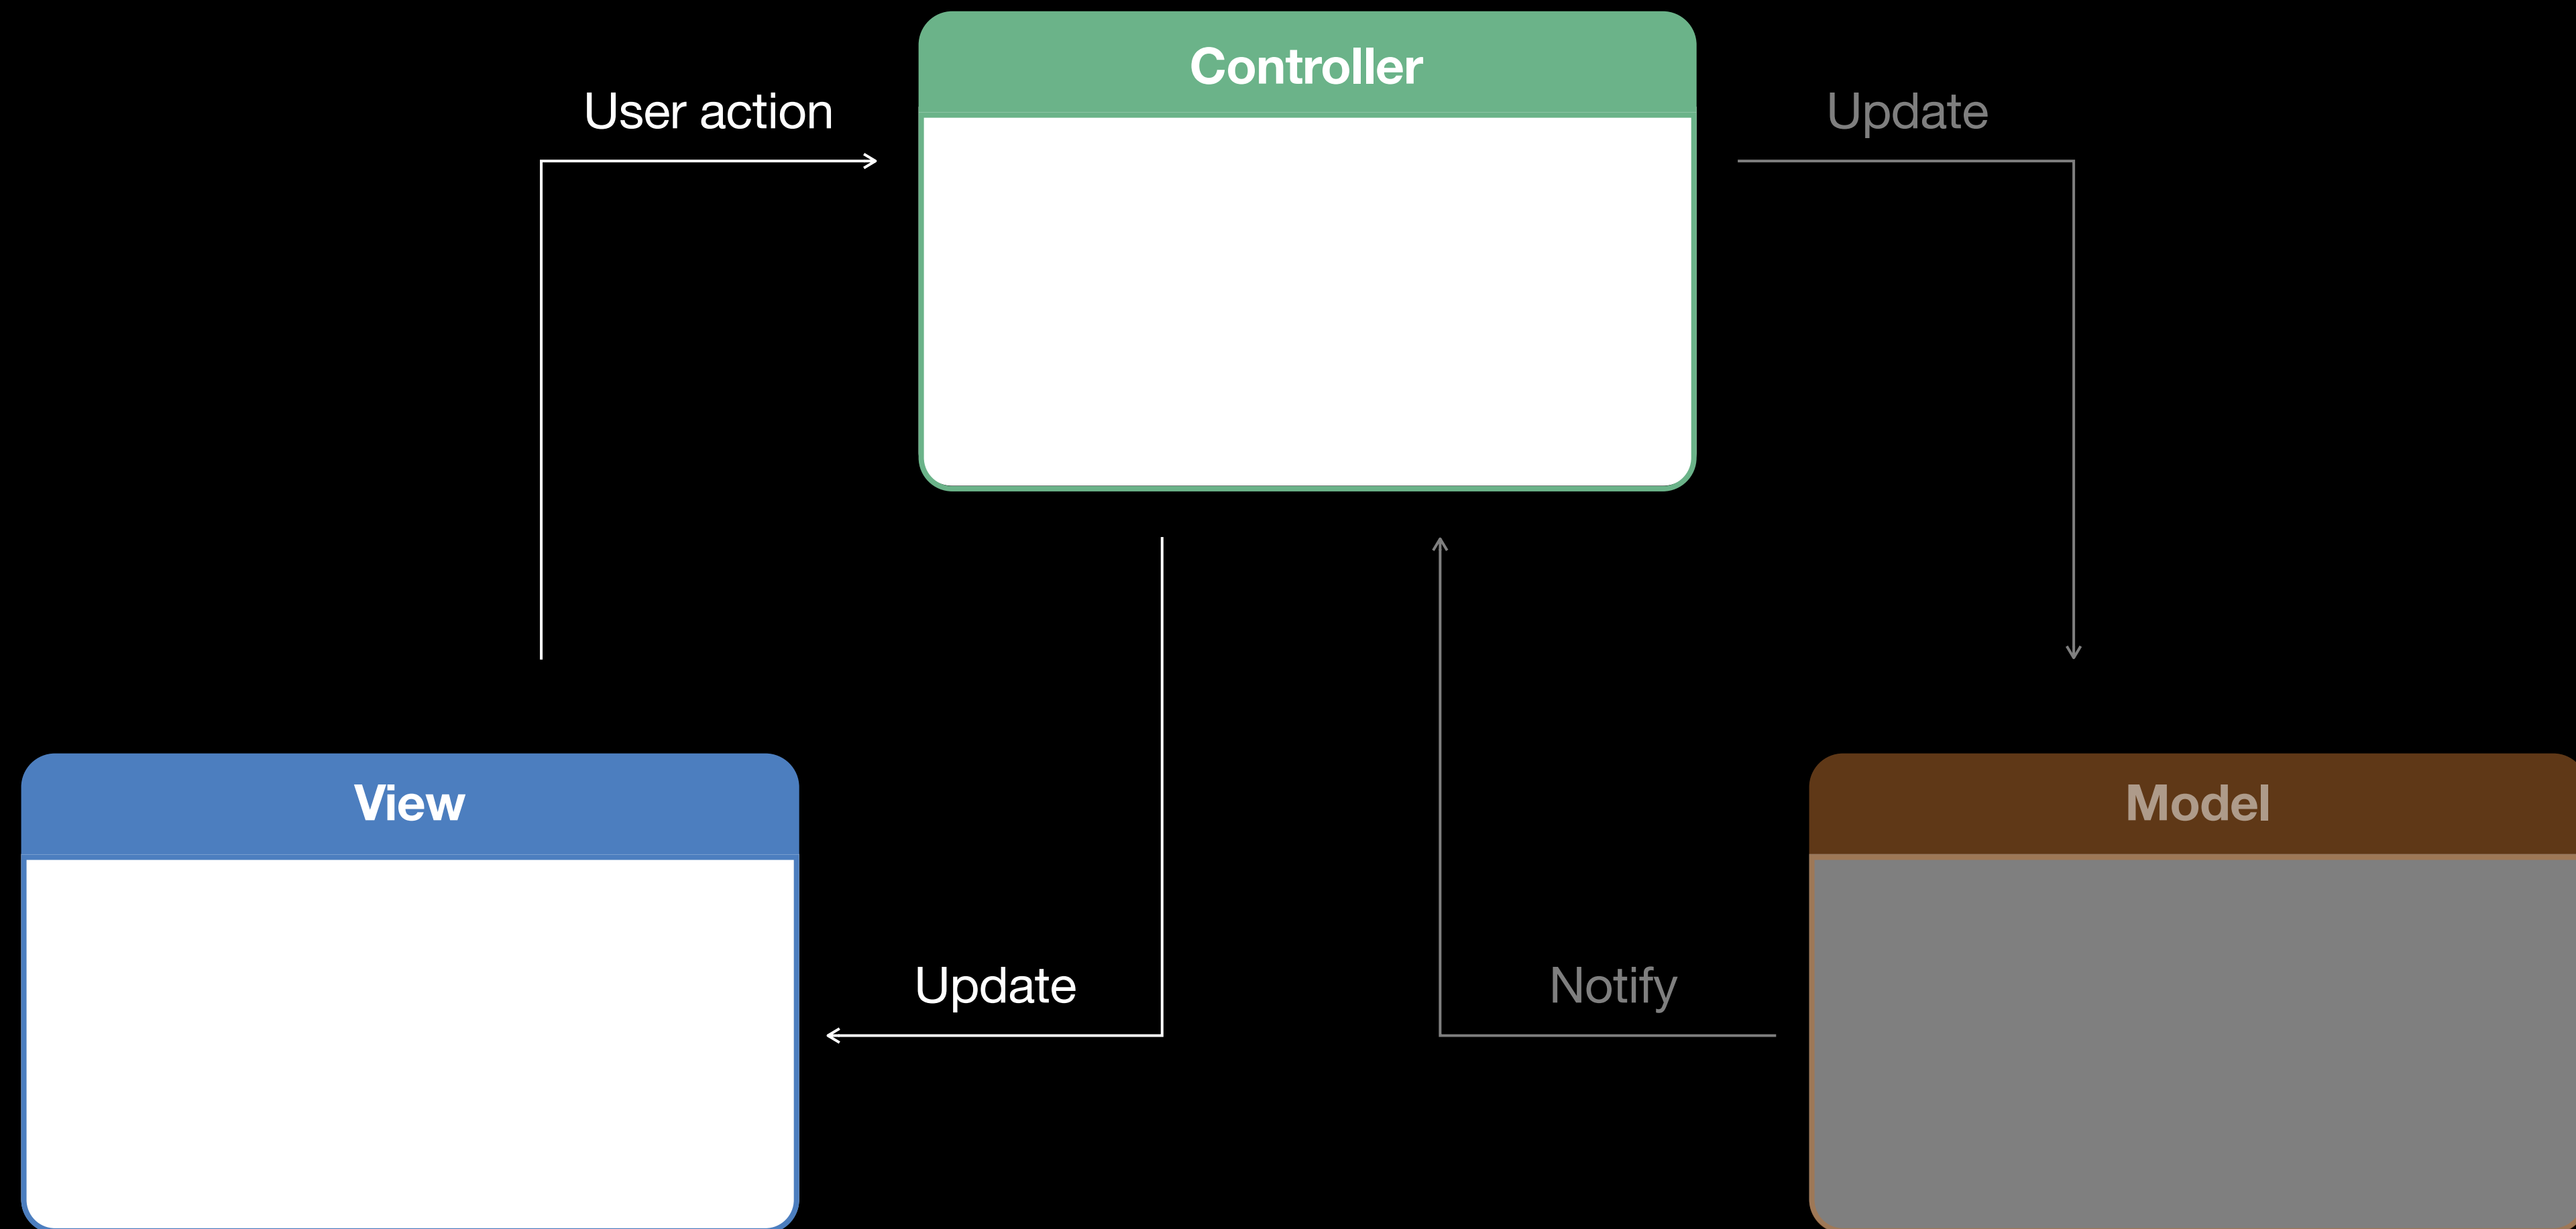 Controller
User action
Update
View
Model
Update
Notify